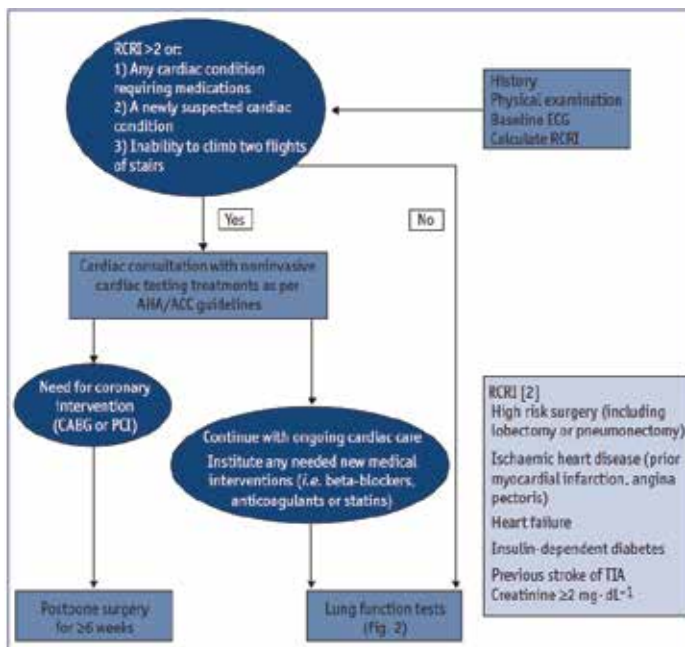 RCRI >2 or:
1) Any cardiac condition
requiring medications
2) A newly suspected cardiac
condition
3) Inability to climb two flights
of stairs
History
Physical examination
Baseline ECG
Calculate RCRI
Yes
No
Cardiac consultation with noninvasive
cardiac testing treatments as per
AHA/ACC guidelines
Need for coronary
intervention
(CABG or PCI)
Continue with ongoing cardiac care
Institute any needed new medical
interventions (i.e. beta-blockers,
anticoagulants or statins)
RCRI [2]
High risk surgery (including
lobectomy or pneumonectomy)
Ischaemic heart disease (prior
myocardial infarction, angina
pectoris)
Heart failure
Insulin-dependent diabetes
Previous stroke of TIA
Creatinine ≥2 mg·dL⁻¹
Postpone surgery
for ≥6 weeks
Lung function tests
(fig. 2)